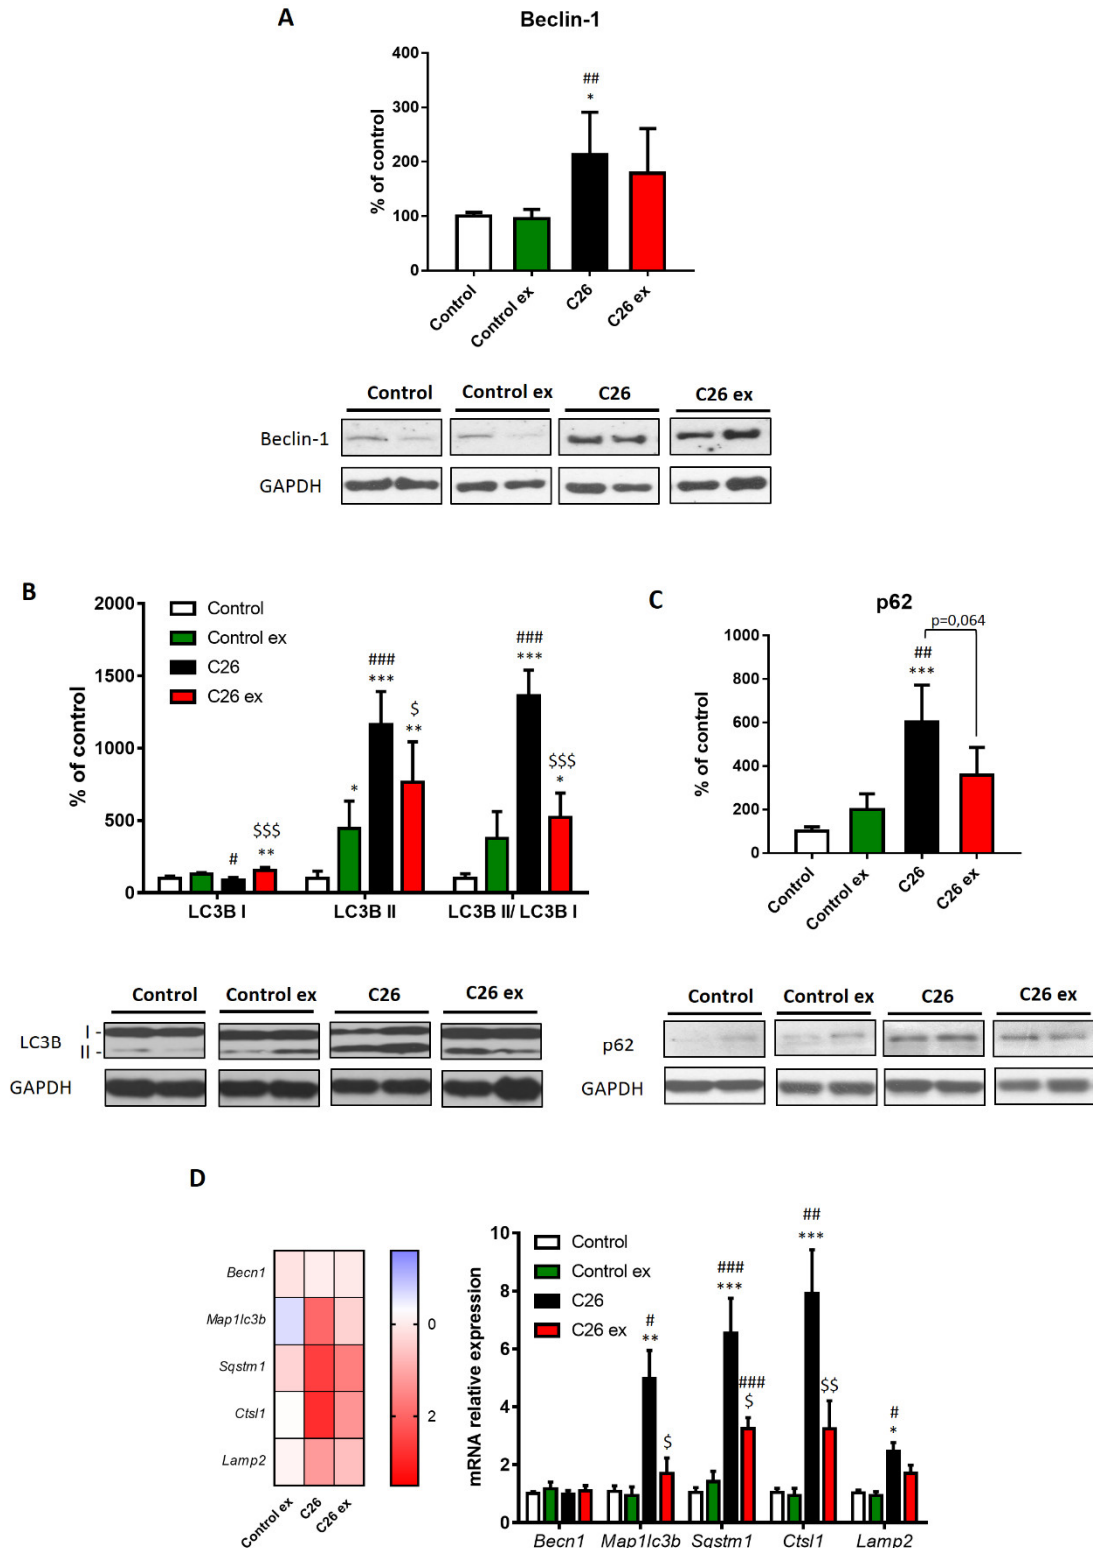 A
Beclin-1
% of control
400
300
200
100
0
##
*
Control
Control ex
C26
C26 ex
Control
Control ex
C26
C26 ex
Beclin-1
GAPDH
B
% of control
2000
1500
1000
500
0
Control
Control ex
C26
C26 ex
#
$$$
**
*
###
***
$
**
###
***
$$$
*
LC3B I
LC3B II
LC3B II/ LC3B I
Control
Control ex
C26
C26 ex
LC3B
I -
II -
GAPDH
C
p62
p=0,064
% of control
1000
800
600
400
200
0
##
***
Control
Control ex
C26
C26 ex
Control
Control ex
C26
C26 ex
p62
GAPDH
D
Becn1
Map1lc3b
Sqstm1
Ctsl1
Lamp2
Control ex
C26
C26 ex
0
2
mRNA relative expression
10
8
6
4
2
0
Control
Control ex
C26
C26 ex
#
**
$
###
***
###
$
##
***
$$
#
*
Becn1
Map1lc3b
Sqstm1
Ctsl1
Lamp2